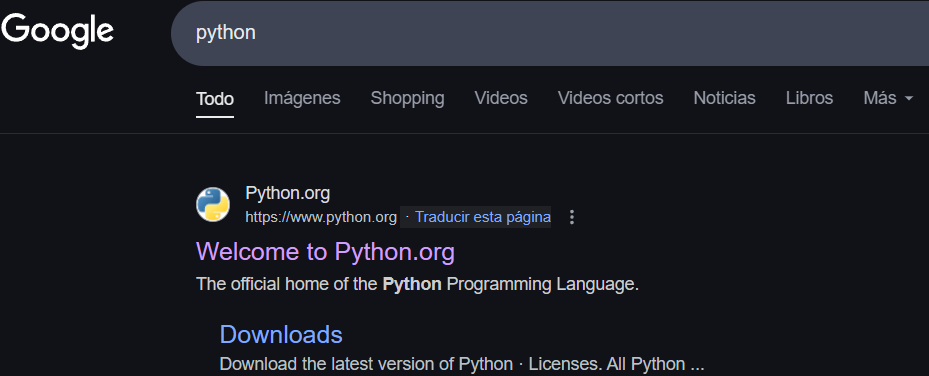 Google
python
Todo Imágenes Shopping Videos Videos cortos Noticias Libros Más
Python.org
https://www.python.org · Traducir esta página
Welcome to Python.org
The official home of the Python Programming Language.
Downloads
Download the latest version of Python · Licenses. All Python ...